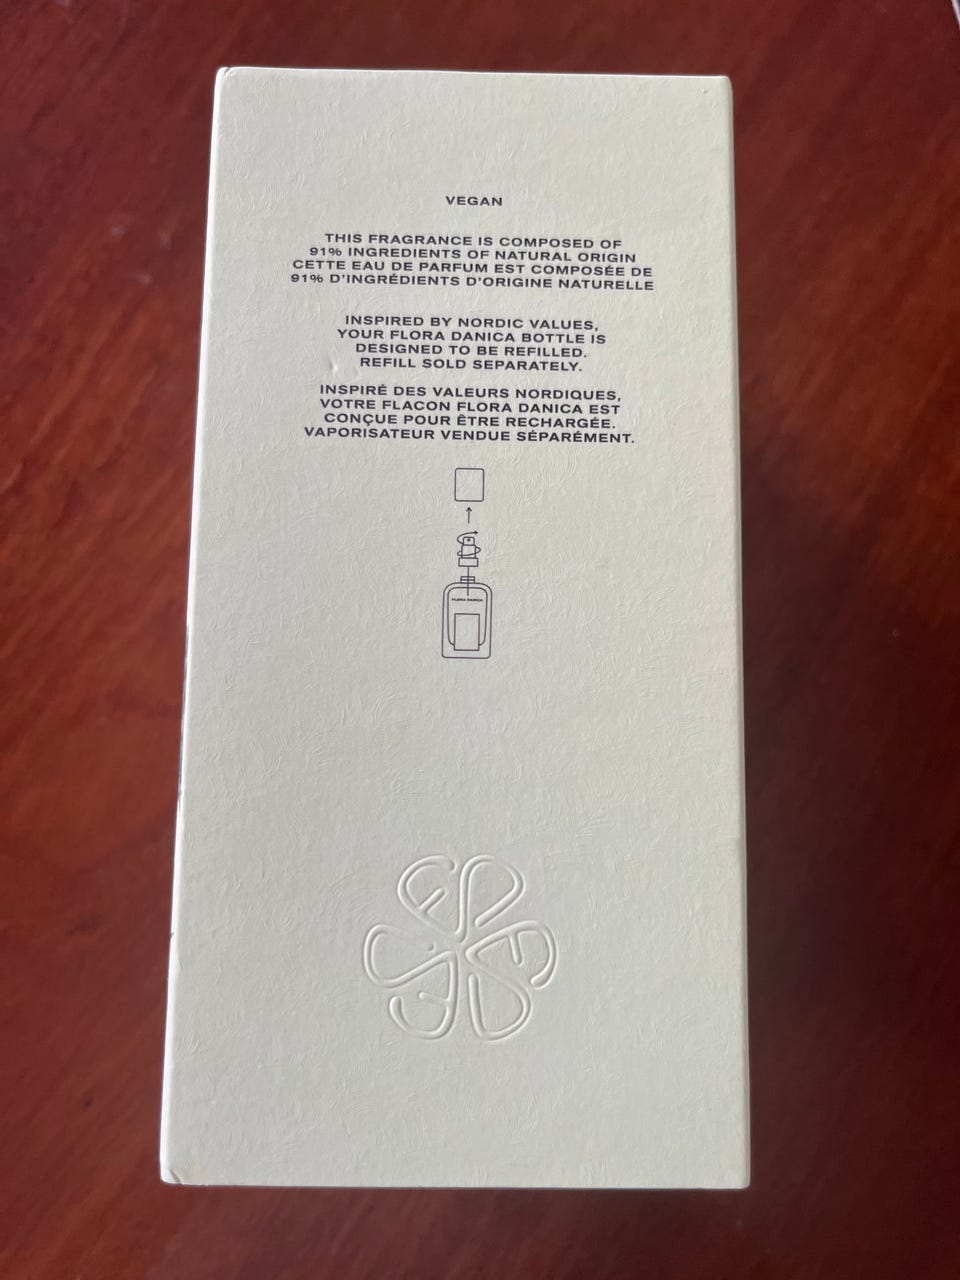 VEGAN
THIS FRAGRANCE IS COMPOSED OF
91% INGREDIENTS OF NATURAL ORIGIN
CETTE EAU DE PARFUM EST COMPOSÉE DE
91% D'INGRÉDIENTS D'ORIGINE NATURELLE
INSPIRED BY NORDIC VALUES,
YOUR FLORA DANICA BOTTLE IS
DESIGNED TO BE REFILLED.
REFILL SOLD SEPARATELY.
INSPIRÉ DES VALEURS NORDIQUES,
VOTRE FLACON FLORA DANICA EST
CONÇUE POUR ÊTRE RECHARGÉE.
VAPORISATEUR VENDUE SÉPARÉMENT.
FLORA DANICA